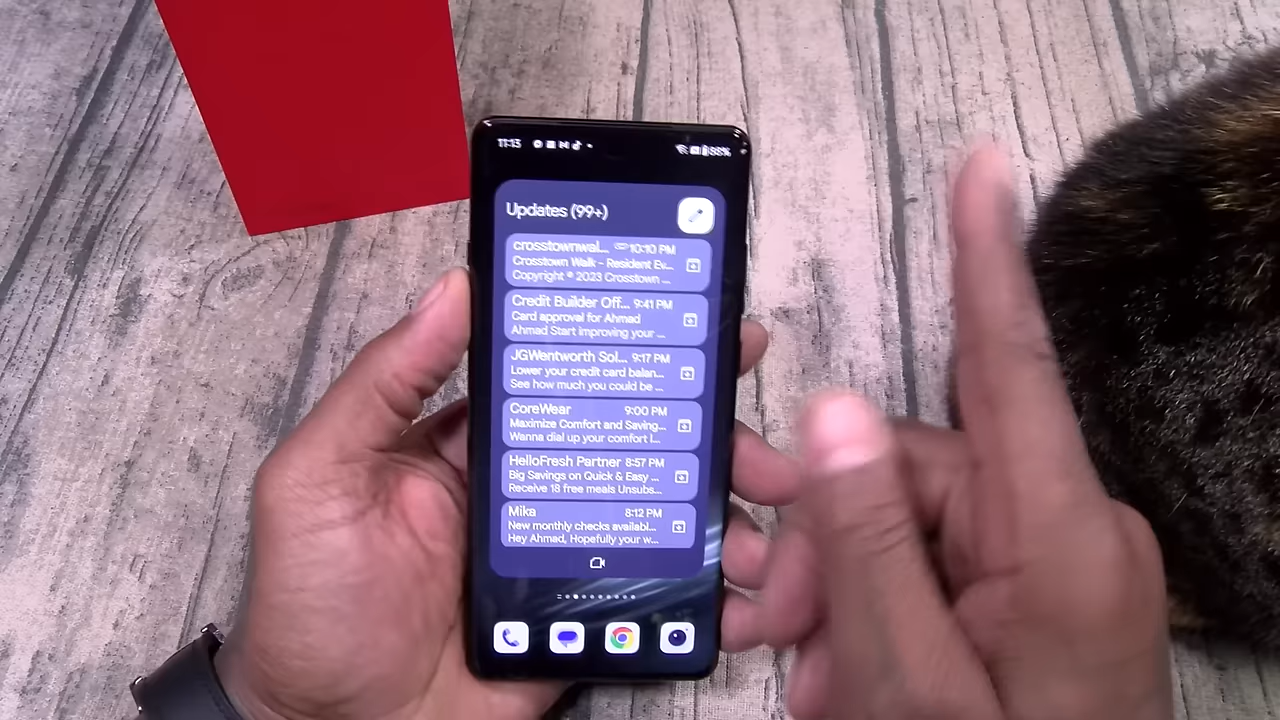 11:13
88%
Updates (99+)
crosstownwal... 10:10 PM
Crosstown Walk - Resident Ev...
Copyright © 2023 Crosstown ...
Credit Builder Off... 9:41 PM
Card approval for Ahmad
Ahmad Start improving your ...
JGWentworth Sol... 9:17 PM
Lower your credit card balan...
See how much you could be ...
CoreWear 9:00 PM
Maximize Comfort and Saving...
Wanna dial up your comfort l...
HelloFresh Partner 8:57 PM
Big Savings on Quick & Easy ...
Receive 18 free meals Unsubs...
Mika 8:12 PM
New monthly checks availabl...
Hey Ahmad, Hopefully your w...